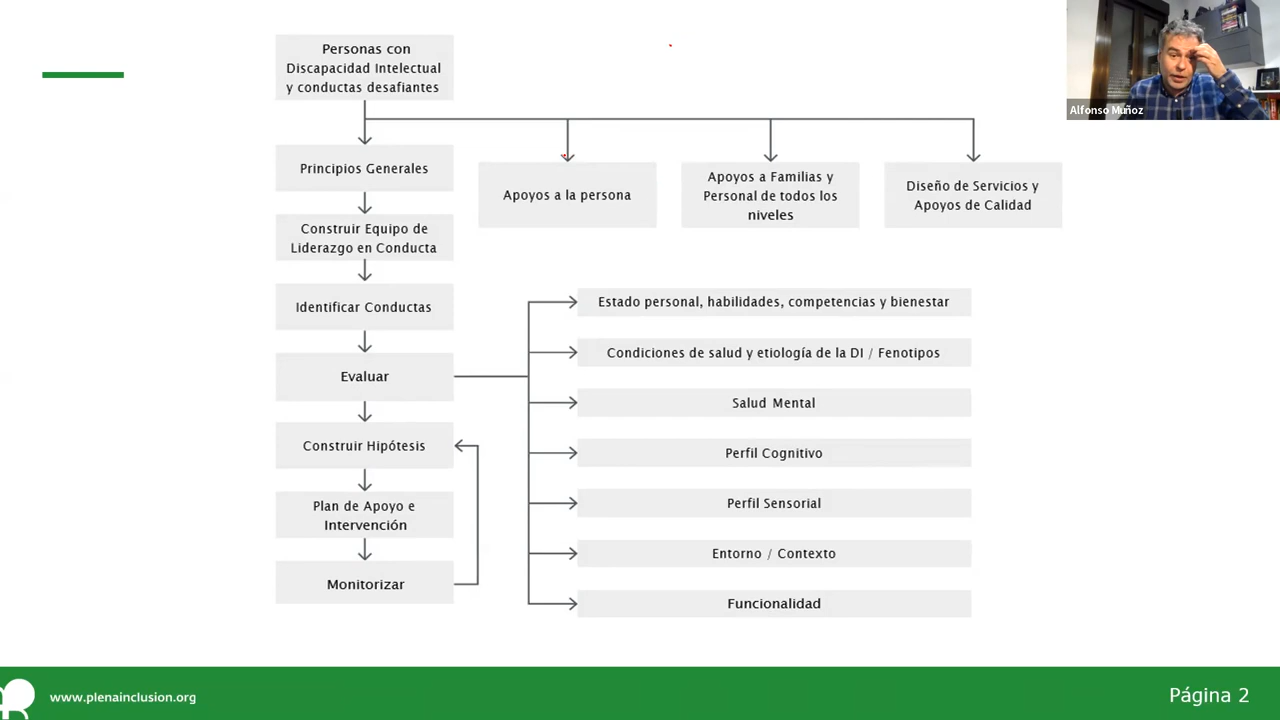 Personas con
Discapacidad Intelectual
y conductas desafiantes
Alfonso Muñoz
Principios Generales
Apoyos a la persona
Apoyos a Familias y
Personal de todos los
niveles
Diseño de Servicios y
Apoyos de Calidad
Construir Equipo de
Liderazgo en Conducta
Identificar Conductas
Evaluar
Construir Hipótesis
Plan de Apoyo e
Intervención
Monitorizar
Estado personal, habilidades, competencias y bienestar
Condiciones de salud y etiología de la DI / Fenotipos
Salud Mental
Perfil Cognitivo
Perfil Sensorial
Entorno / Contexto
Funcionalidad
www.plenainclusion.org
Página 2